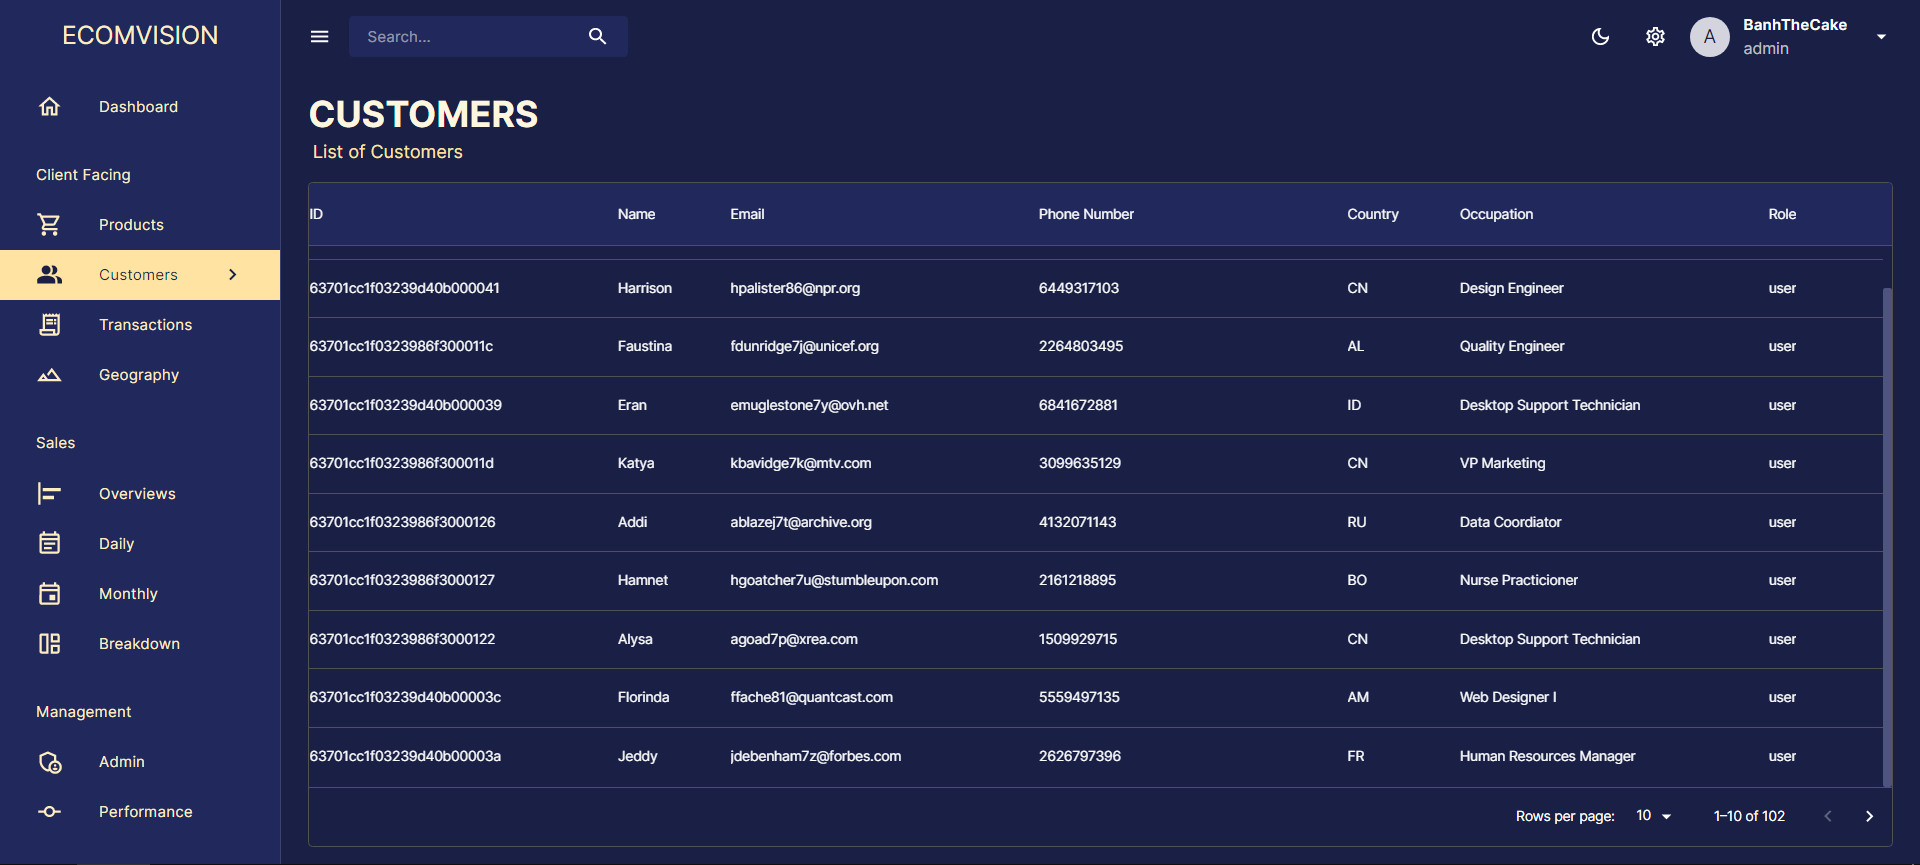 ECOMVISION
Dashboard
Client Facing
Products
Customers
Transactions
Geography
Sales
Overviews
Daily
Monthly
Breakdown
Management
Admin
Performance
Search...
A
BanhTheCake
admin
CUSTOMERS
List of Customers
ID Name Email Phone Number Country Occupation Role
63701cc1f03239d40b000041 Harrison hpalister86@npr.org 6449317103 CN Design Engineer user
63701cc1f0323986f300011c Faustina fdunridge7j@unicef.org 2264803495 AL Quality Engineer user
63701cc1f03239d40b000039 Eran emuglestone7y@ovh.net 6841672881 ID Desktop Support Technician user
63701cc1f0323986f300011d Katya kbavidge7k@mtv.com 3099635129 CN VP Marketing user
63701cc1f0323986f3000126 Addi ablazej7t@archive.org 4132071143 RU Data Coordiator user
63701cc1f0323986f3000127 Hamnet hgoatcher7u@stumbleupon.com 2161218895 BO Nurse Practicioner user
63701cc1f0323986f3000122 Alysa agoad7p@xrea.com 1509929715 CN Desktop Support Technician user
63701cc1f03239d40b00003c Florinda ffache81@quantcast.com 5559497135 AM Web Designer I user
63701cc1f03239d40b00003a Jeddy jdebenham7z@forbes.com 2626797396 FR Human Resources Manager user
Rows per page: 10 1–10 of 102